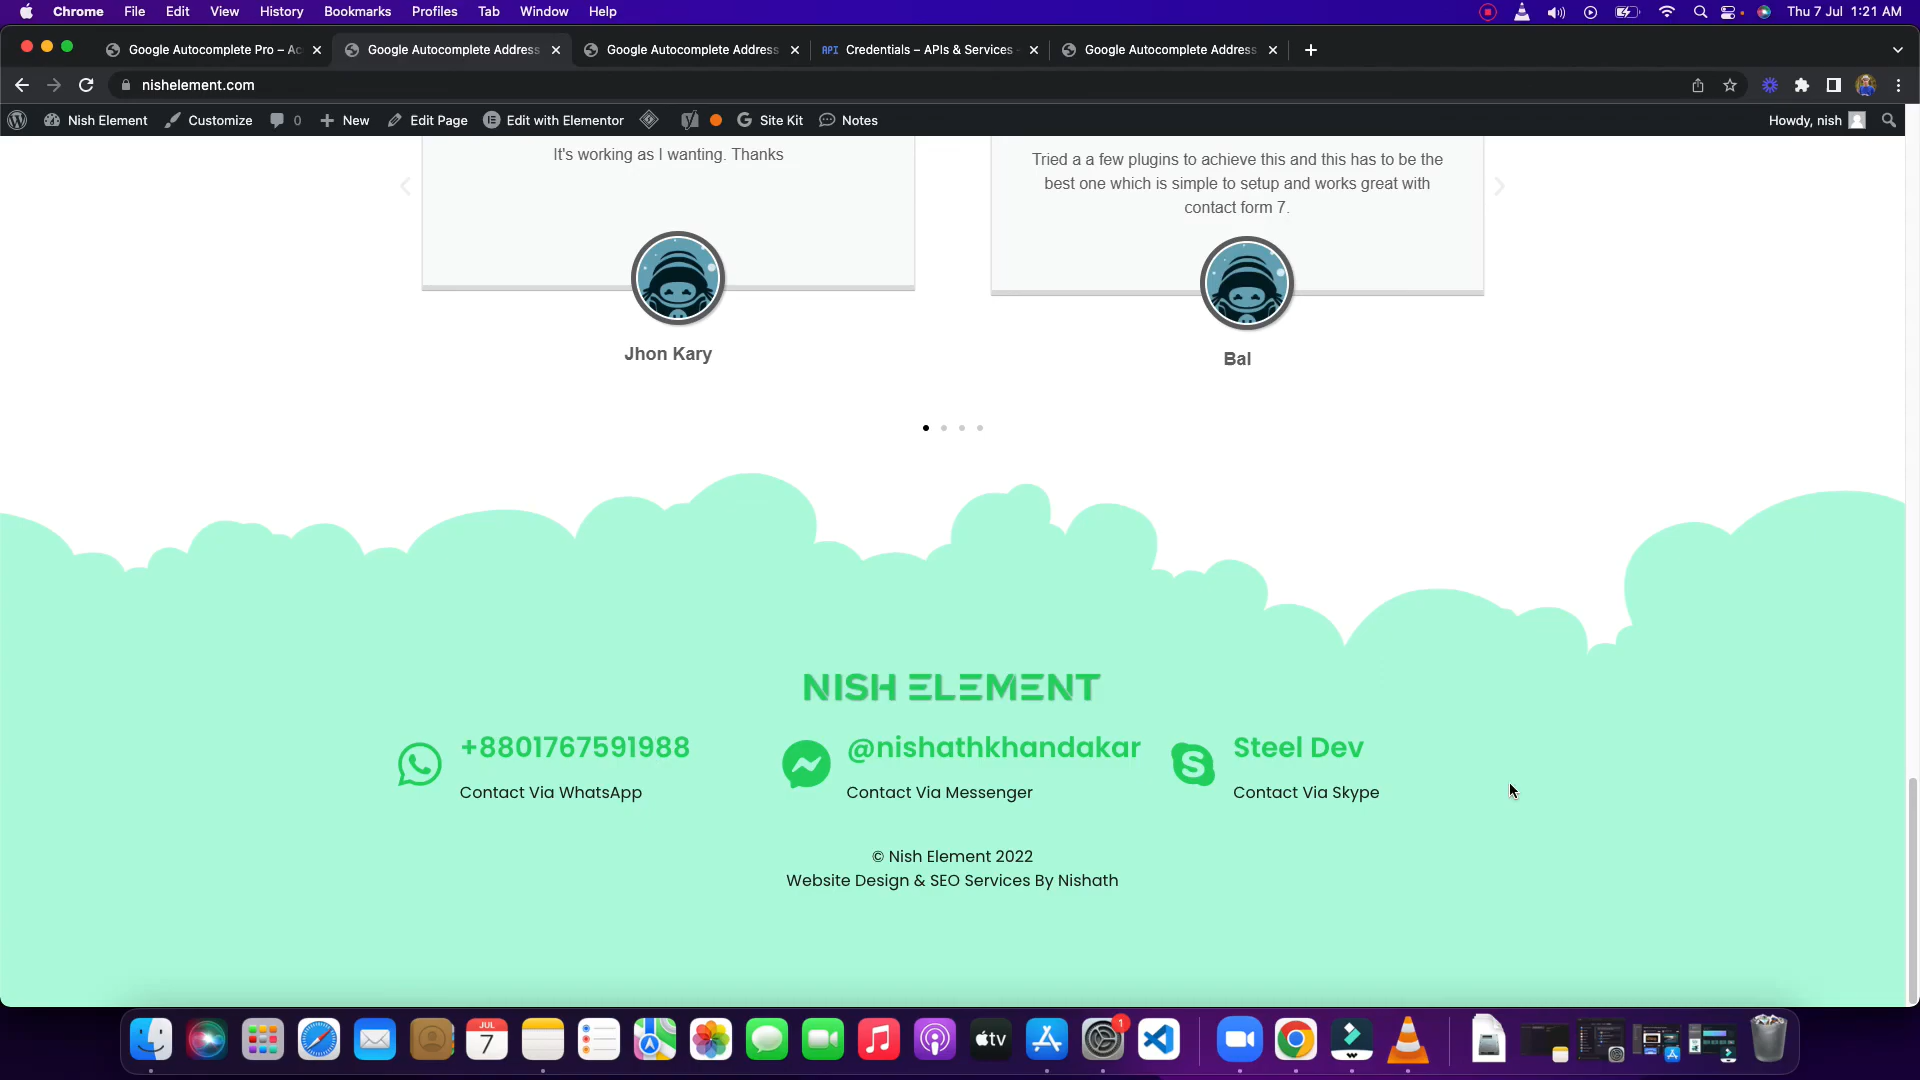 Chrome File Edit View History Bookmarks Profiles Tab Window Help Thu 7 Jul 1:21 AM
Google Autocomplete Pro – Ac Google Autocomplete Address Google Autocomplete Address API Credentials – APIs & Services Google Autocomplete Address
nishelement.com
Nish Element Customize 0 New Edit Page Edit with Elementor Site Kit Notes Howdy, nish
It's working as I wanting. Thanks
Tried a a few plugins to achieve this and this has to be the
best one which is simple to setup and works great with
contact form 7.
Jhon Kary
Bal
NISH ELEMENT
+8801767591988
Contact Via WhatsApp
@nishathkhandakar
Contact Via Messenger
Steel Dev
Contact Via Skype
© Nish Element 2022
Website Design & SEO Services By Nishath
JUL
7
tv
1